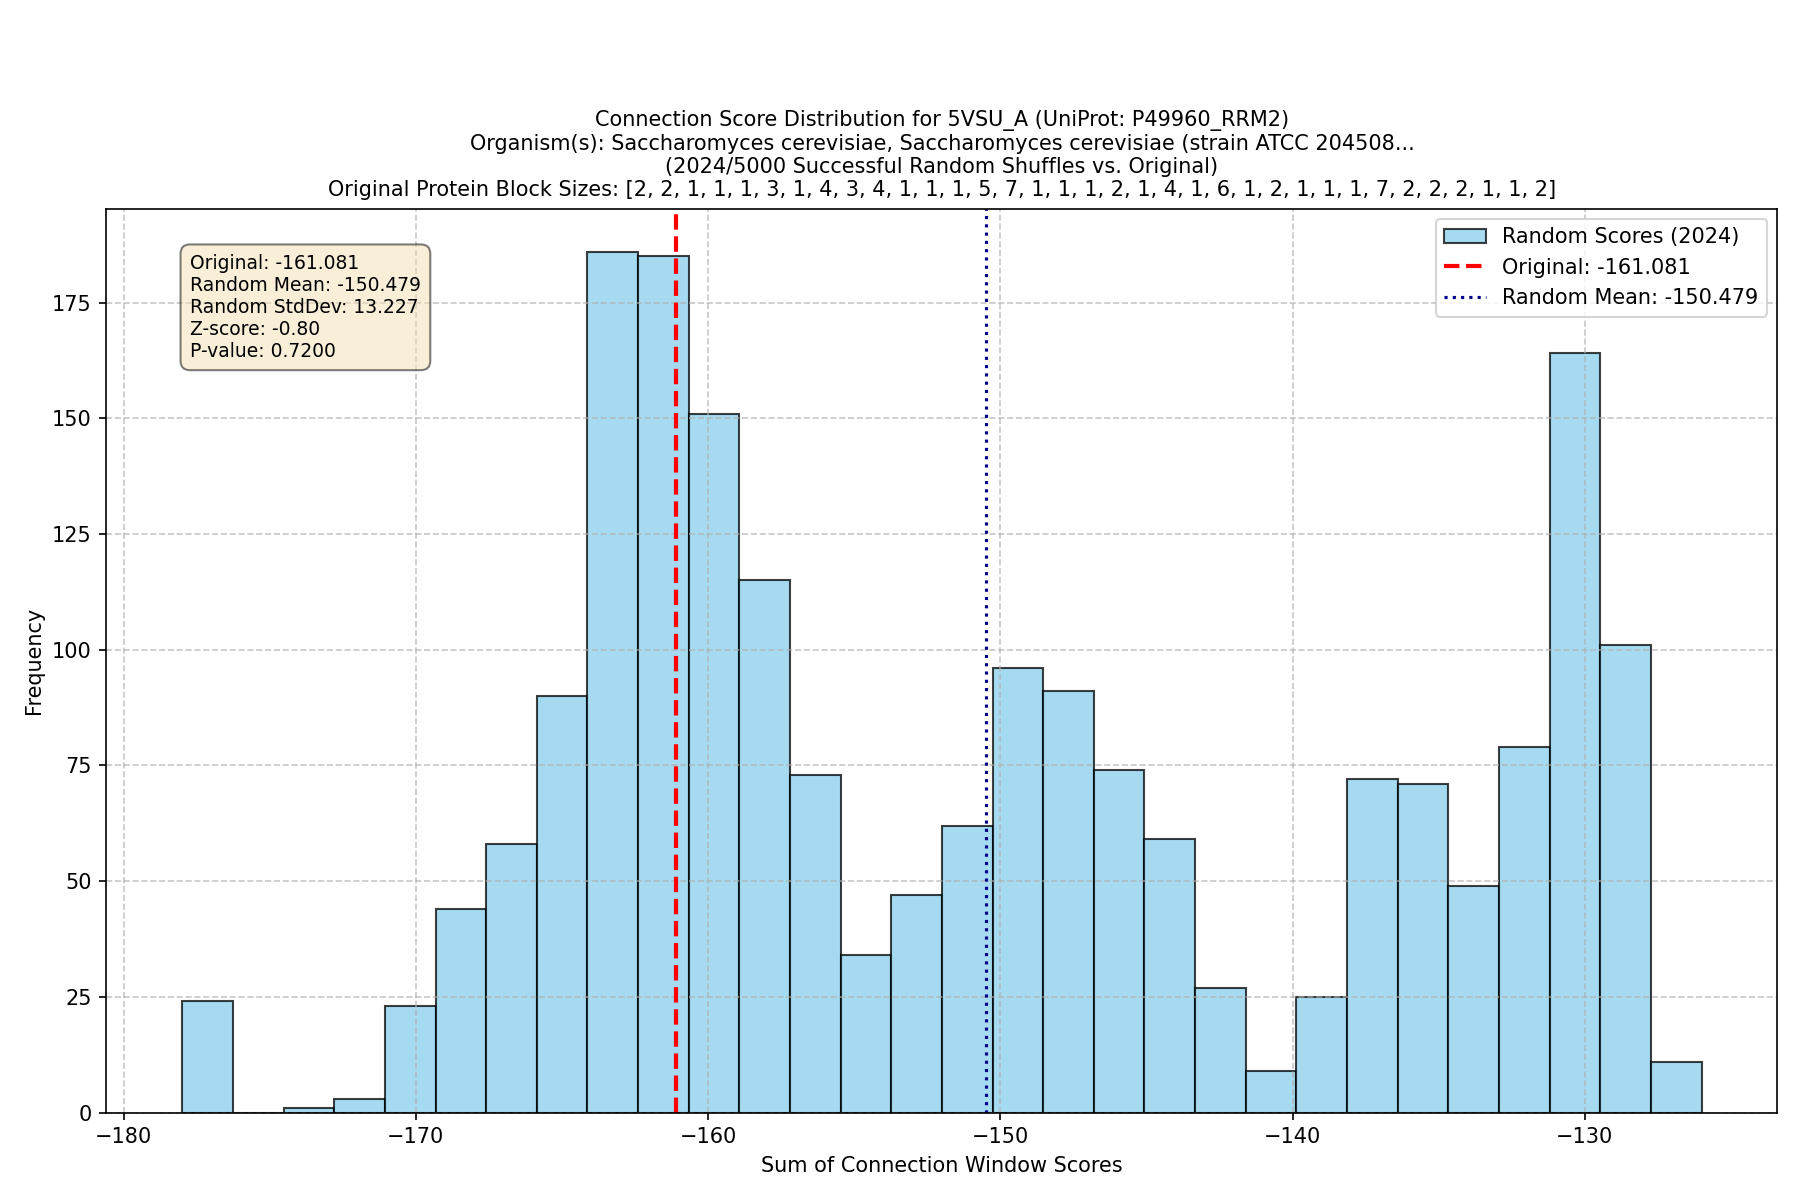 Connection Score Distribution for 5VSU_A (UniProt: P49960_RRM2)
Organism(s): Saccharomyces cerevisiae, Saccharomyces cerevisiae (strain ATCC 204508...
(2024/5000 Successful Random Shuffles vs. Original)
Original Protein Block Sizes: [2, 2, 1, 1, 1, 3, 1, 4, 3, 4, 1, 1, 1, 5, 7, 1, 1, 1, 2, 1, 4, 1, 6, 1, 2, 1, 1, 1, 7, 2, 2, 2, 1, 1, 2]
Original: -161.081
Random Mean: -150.479
Random StdDev: 13.227
Z-score: -0.80
P-value: 0.7200
Random Scores (2024)
Original: -161.081
Random Mean: -150.479
Frequency
175
150
125
100
75
50
25
0
−180
−170
−160
−150
−140
−130
Sum of Connection Window Scores